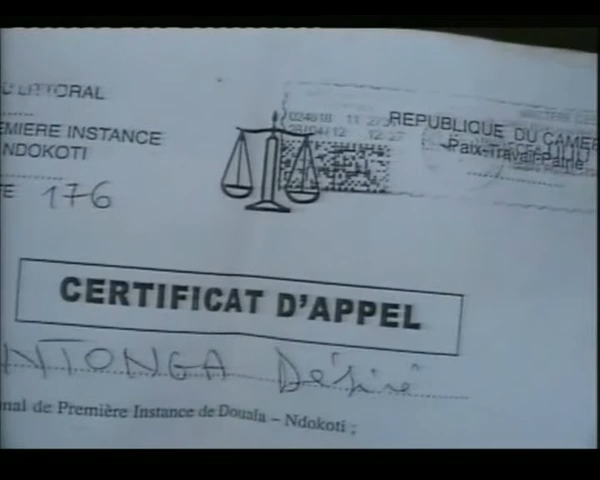 LITTORAL
REPUBLIQUE DU CAMER
EMIERE INSTANCE
Paix-Travail-Patrie
NDOKOTI
176
CERTIFICAT D'APPEL
NTONGA Désiré
nal de Première Instance de Douala – Ndokoti ;